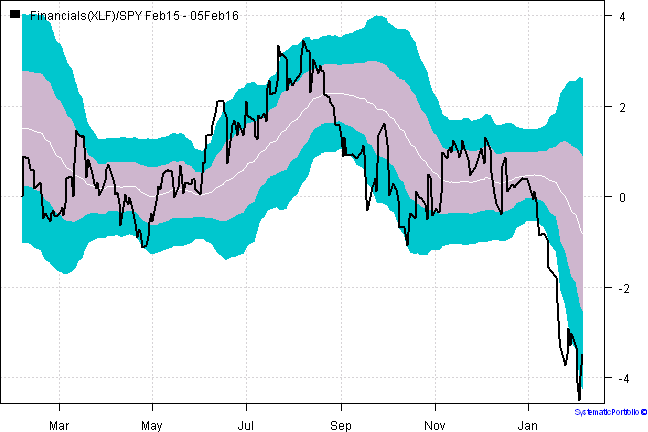 Financials(XLF)/SPY Feb15 - 05Feb16
4
2
0
-2
-4
Mar May Jul Sep Nov Jan
SystematicPortfolio ©